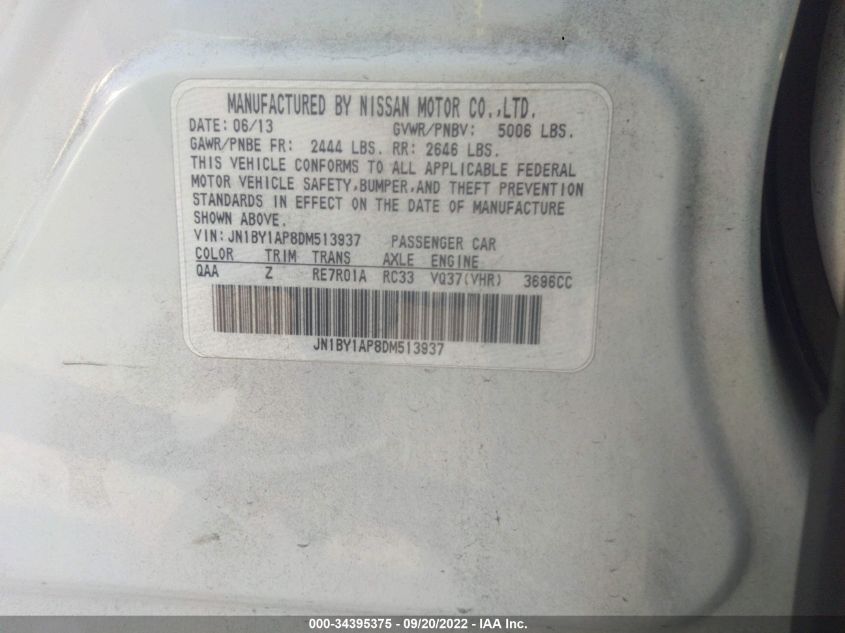 MANUFACTURED BY NISSAN MOTOR CO.,LTD.
DATE: 06/13 GVWR/PNBV: 5006 LBS.
GAWR/PNBE FR: 2444 LBS. RR: 2646 LBS.
THIS VEHICLE CONFORMS TO ALL APPLICABLE FEDERAL
MOTOR VEHICLE SAFETY,BUMPER,AND THEFT PREVENTION
STANDARDS IN EFFECT ON THE DATE OF MANUFACTURE
SHOWN ABOVE.
VIN: JN1BY1AP8DM513937 PASSENGER CAR
COLOR TRIM TRANS AXLE ENGINE
QAA Z RE7R01A RC33 VQ37(VHR) 3696CC
JN1BY1AP8DM513937
000-34395375 - 09/20/2022 - IAA Inc.